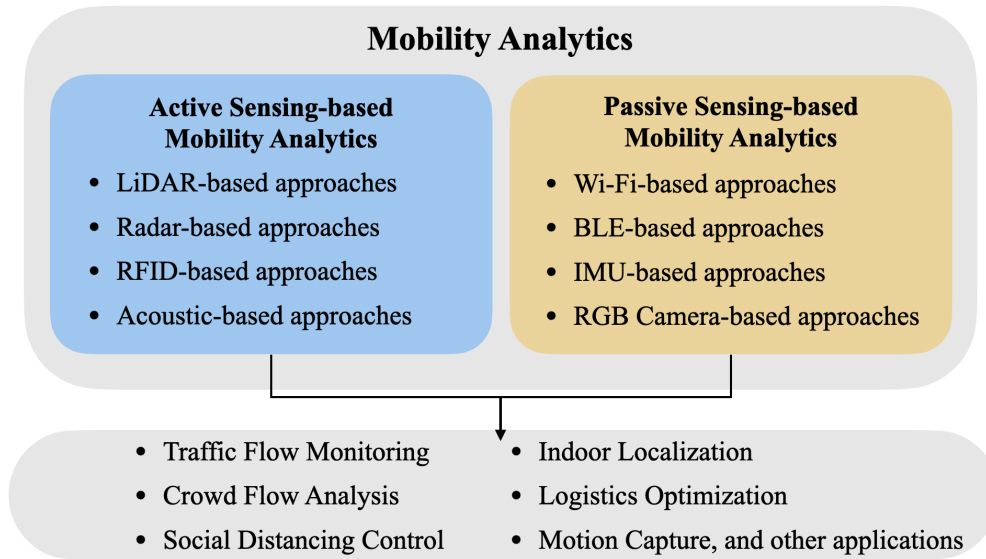 Mobility Analytics
Active Sensing-based
Mobility Analytics
• LiDAR-based approaches
• Radar-based approaches
• RFID-based approaches
• Acoustic-based approaches
Passive Sensing-based
Mobility Analytics
• Wi-Fi-based approaches
• BLE-based approaches
• IMU-based approaches
• RGB Camera-based approaches
• Traffic Flow Monitoring
• Crowd Flow Analysis
• Social Distancing Control
• Indoor Localization
• Logistics Optimization
• Motion Capture, and other applications